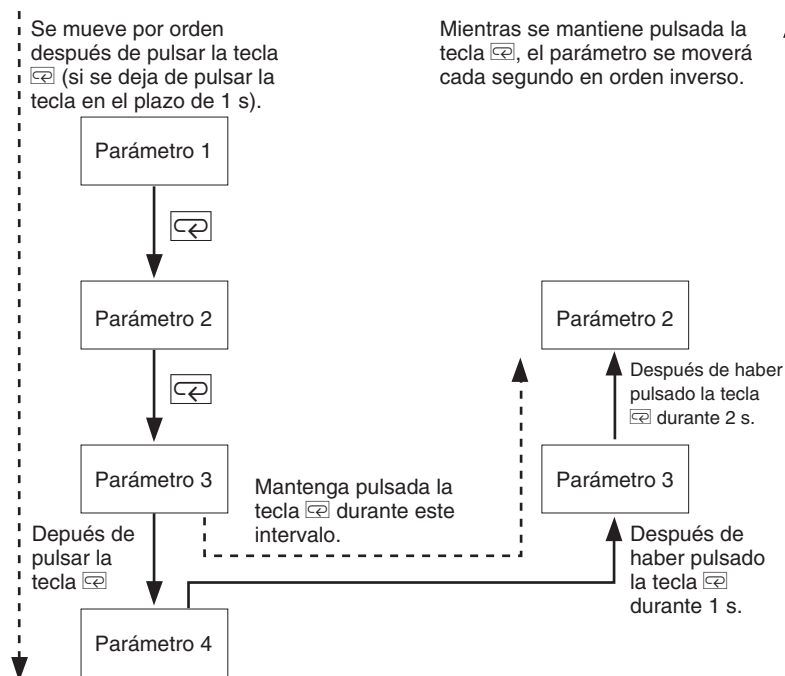 Se mueve por orden
después de pulsar la tecla
(si se deja de pulsar la
tecla en el plazo de 1 s).
Mientras se mantiene pulsada la
tecla , el parámetro se moverá
cada segundo en orden inverso.
Parámetro 1
Parámetro 2
Parámetro 3
Depués de
pulsar la
tecla
Parámetro 4
Mantenga pulsada la
tecla durante este
intervalo.
Parámetro 2
Después de haber
pulsado la tecla
durante 2 s.
Parámetro 3
Después de
haber pulsado
la tecla
durante 1 s.